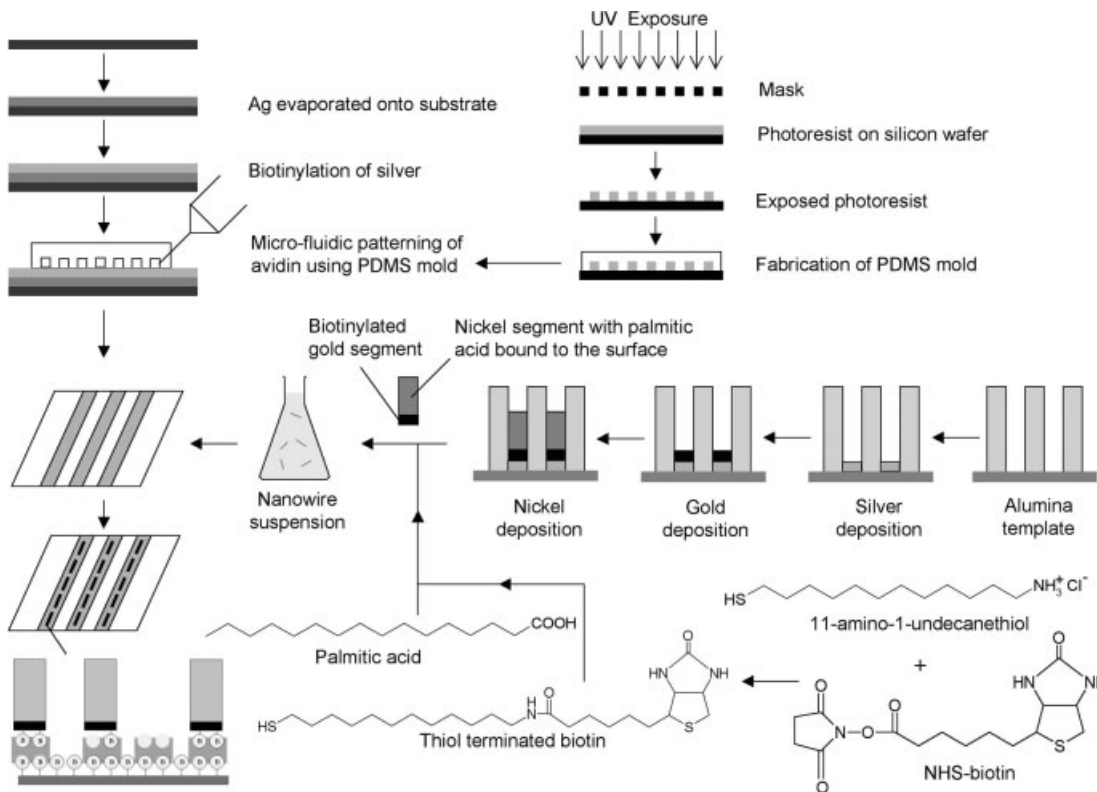 UV Exposure
Mask
Ag evaporated onto substrate
Photoresist on silicon wafer
Biotinylation of silver
Exposed photoresist
Micro-fluidic patterning of
avidin using PDMS mold
Fabrication of PDMS mold
Biotinylated
gold segment
Nickel segment with palmitic
acid bound to the surface
Nanowire
suspension
Nickel
deposition
Gold
deposition
Silver
deposition
Alumina
template
HS
NH3+ Cl-
11-amino-1-undecanethiol
+
COOH
Palmitic acid
O
HN
NH
S
H
N
O
HS
Thiol terminated biotin
O
HN
S
O
N
O
O
O
NHS-biotin
B B B B B
B B B B B B B B B B